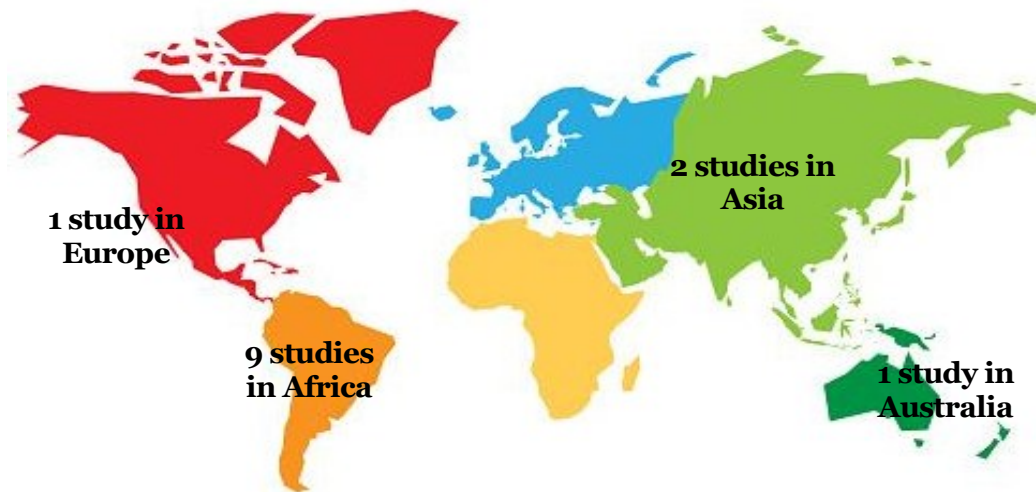 2 studies in
Asia
1 study in
Europe
9 studies
in Africa
1 study in
Australia